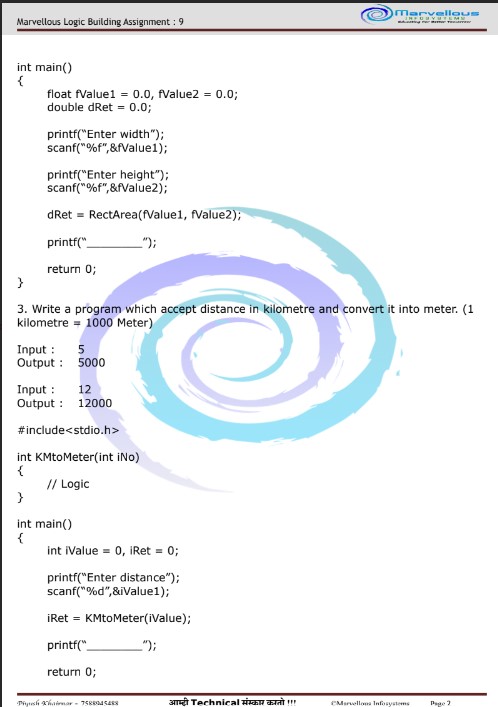 Marvellous Logic Building Assignment : 9
Marvellous
INFOSYSTEMS
Educating for Better Tomorrow
int main()
{
float fValue1 = 0.0, fValue2 = 0.0;
double dRet = 0.0;
printf(“Enter width”);
scanf(“%f”,&fValue1);
printf(“Enter height”);
scanf(“%f”,&fValue2);
dRet = RectArea(fValue1, fValue2);
printf(“_________”);
return 0;
}
3. Write a program which accept distance in kilometre and convert it into meter. (1
kilometre = 1000 Meter)
Input : 5
Output : 5000
Input : 12
Output : 12000
#include<stdio.h>
int KMtoMeter(int iNo)
{
// Logic
}
int main()
{
int iValue = 0, iRet = 0;
printf(“Enter distance”);
scanf(“%d”,&iValue1);
iRet = KMtoMeter(iValue);
printf(“_________”);
return 0;
Piyush Khairnar - 7588945488 आम्ही Technical संस्कार करतो !!! ©Marvellous Infosystems Page 2